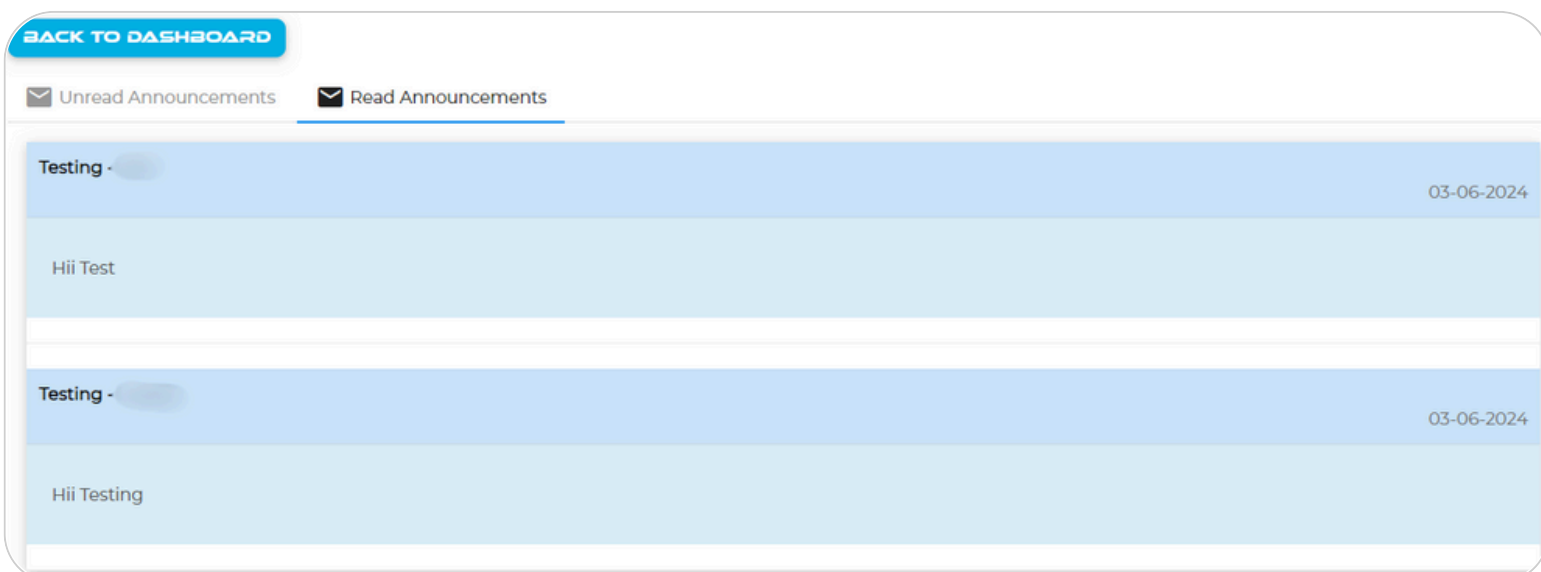 BACK TO DASHBOARD
Unread Announcements Read Announcements
Testing -
03-06-2024
Hii Test
Testing -
03-06-2024
Hii Testing